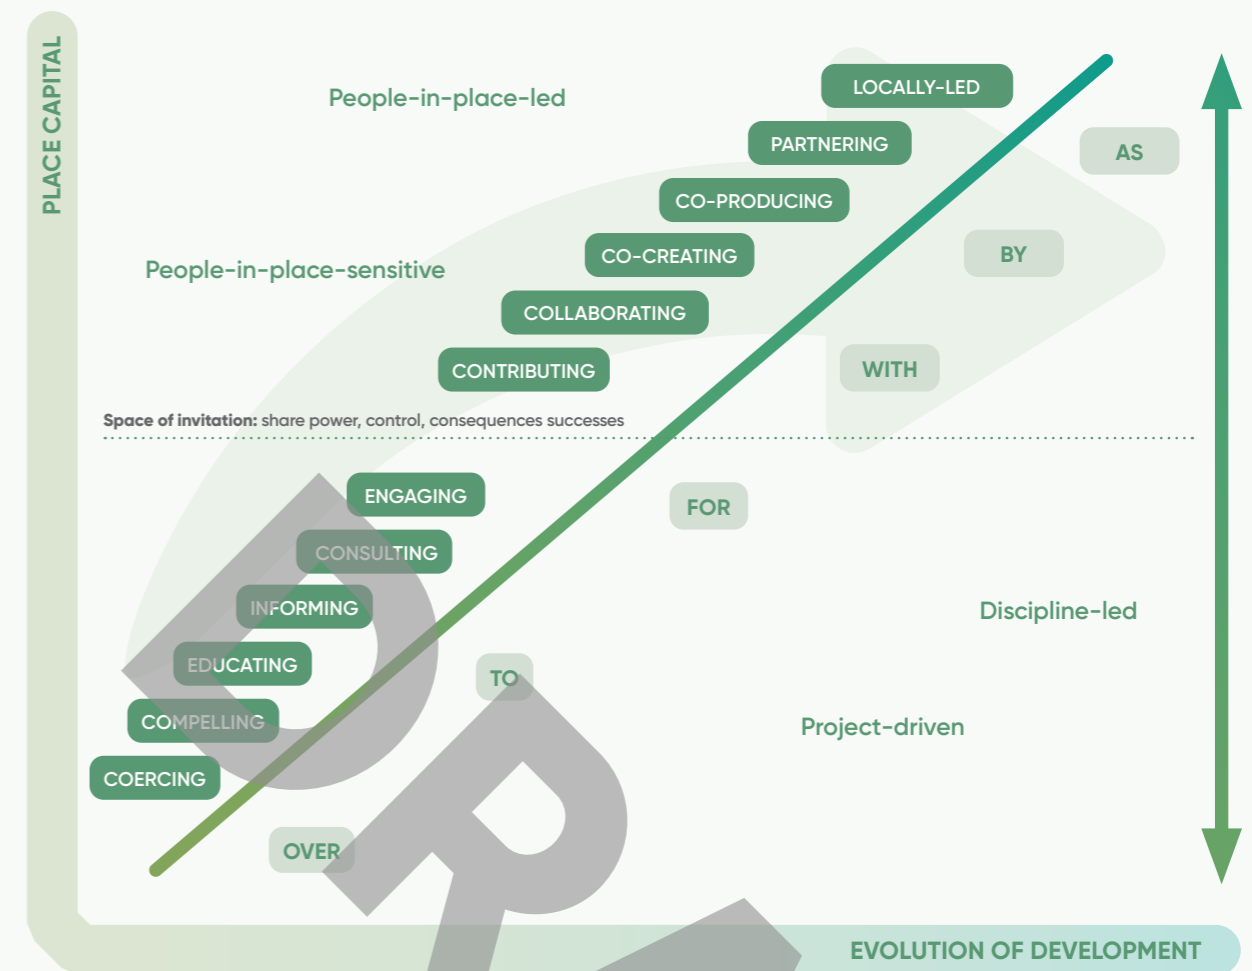 PLACE CAPITAL
People-in-place-led
LOCALLY-LED
PARTNERING
AS
CO-PRODUCING
CO-CREATING
BY
People-in-place-sensitive
COLLABORATING
CONTRIBUTING
WITH
Space of invitation: share power, control, consequences successes
ENGAGING
FOR
CONSULTING
INFORMING
Discipline-led
EDUCATING
TO
COMPELLING
Project-driven
COERCING
OVER
DR
EVOLUTION OF DEVELOPMENT